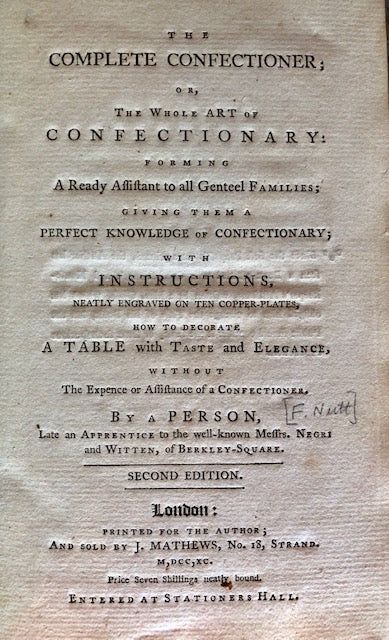 THE
COMPLETE CONFECTIONER;
OR,
THE WHOLE ART OF
CONFECTIONARY:
FORMING
A Ready Aſſiſtant to all Genteel FAMILIES;
GIVING THEM A
PERFECT KNOWLEDGE OF CONFECTIONARY;
WITH
INSTRUCTIONS,
NEATLY ENGRAVED ON TEN COPPER-PLATES,
HOW TO DECORATE
A TABLE with TASTE and ELEGANCE,
WITHOUT
The Expence or Aſſiſtance of a CONFECTIONER.
BY A PERSON,
[F. Nutt]
Late an APPRENTICE to the well-known Meſſrs. NEGRI
and WITTEN, of BERKLEY-SQUARE.
SECOND EDITION.
London:
PRINTED FOR THE AUTHOR;
AND SOLD BY J. MATHEWS, No. 18, STRAND.
M,DCC,XC.
Price Seven Shillings neatly bound.
ENTERED AT STATIONERS HALL.